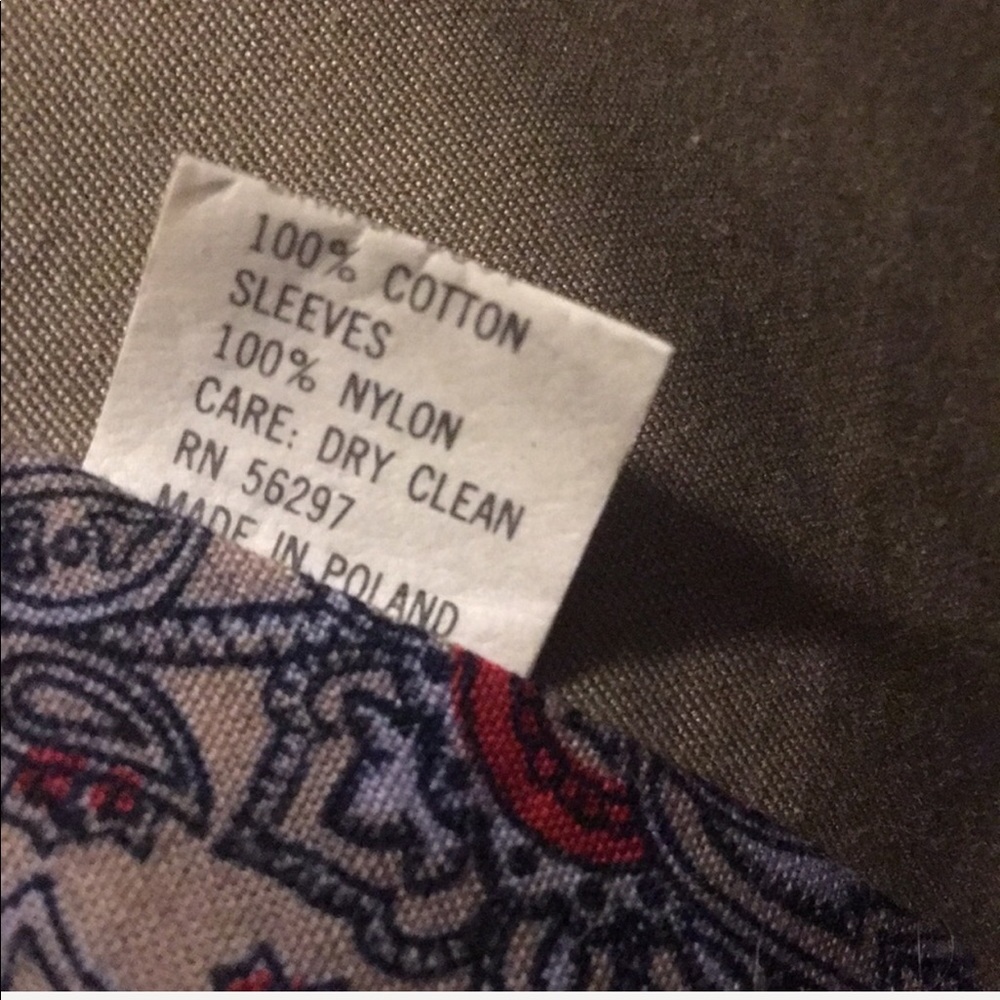 100% COTTON
SLEEVES
100% NYLON
CARE: DRY CLEAN
RN 56297
MADE IN POLAND